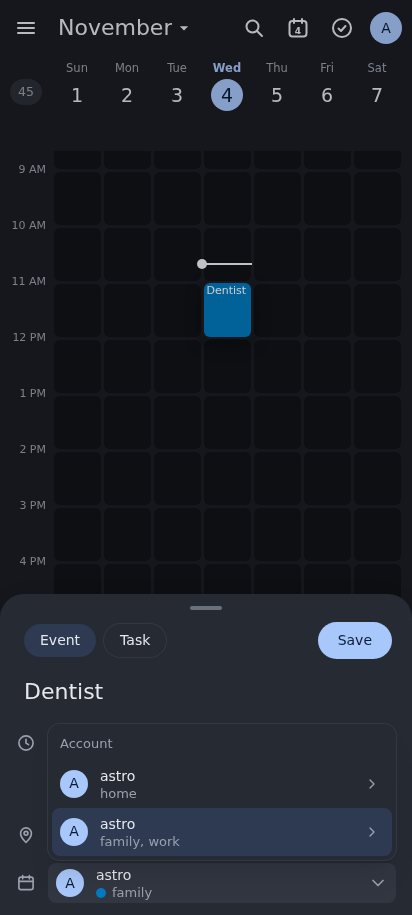 November
4
A
Sun Mon Tue Wed Thu Fri Sat
45 1 2 3 4 5 6 7
9 AM
10 AM
11 AM
Dentist
12 PM
1 PM
2 PM
3 PM
4 PM
Event Task Save
Dentist
Account
A astro
home
A astro
family, work
A astro
family